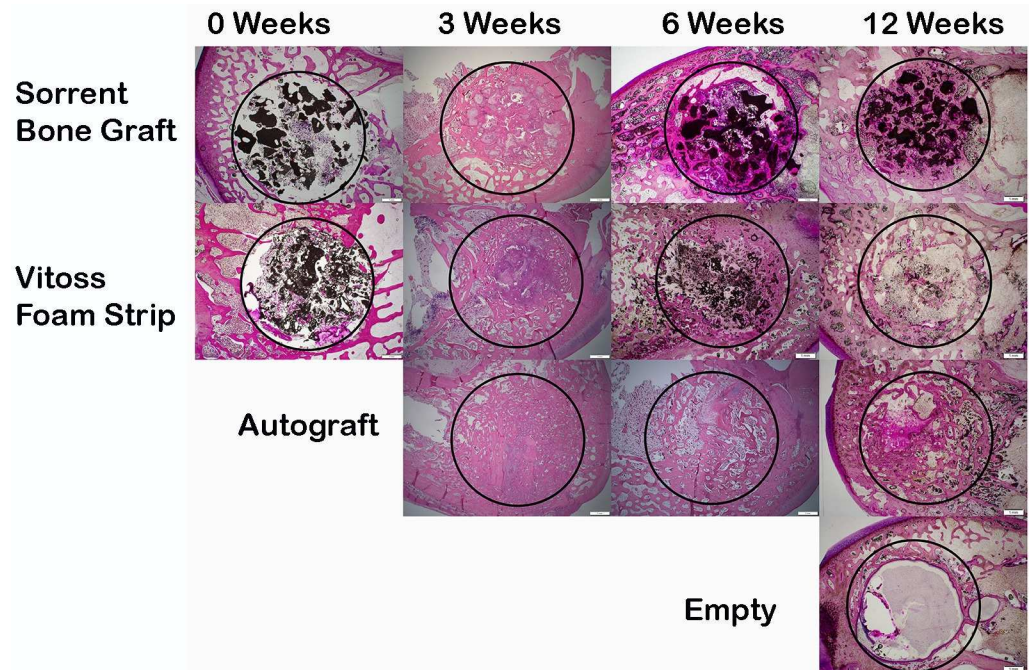 0 Weeks 3 Weeks 6 Weeks 12 Weeks
Sorrent
Bone Graft
Vitoss
Foam Strip
Autograft
Empty